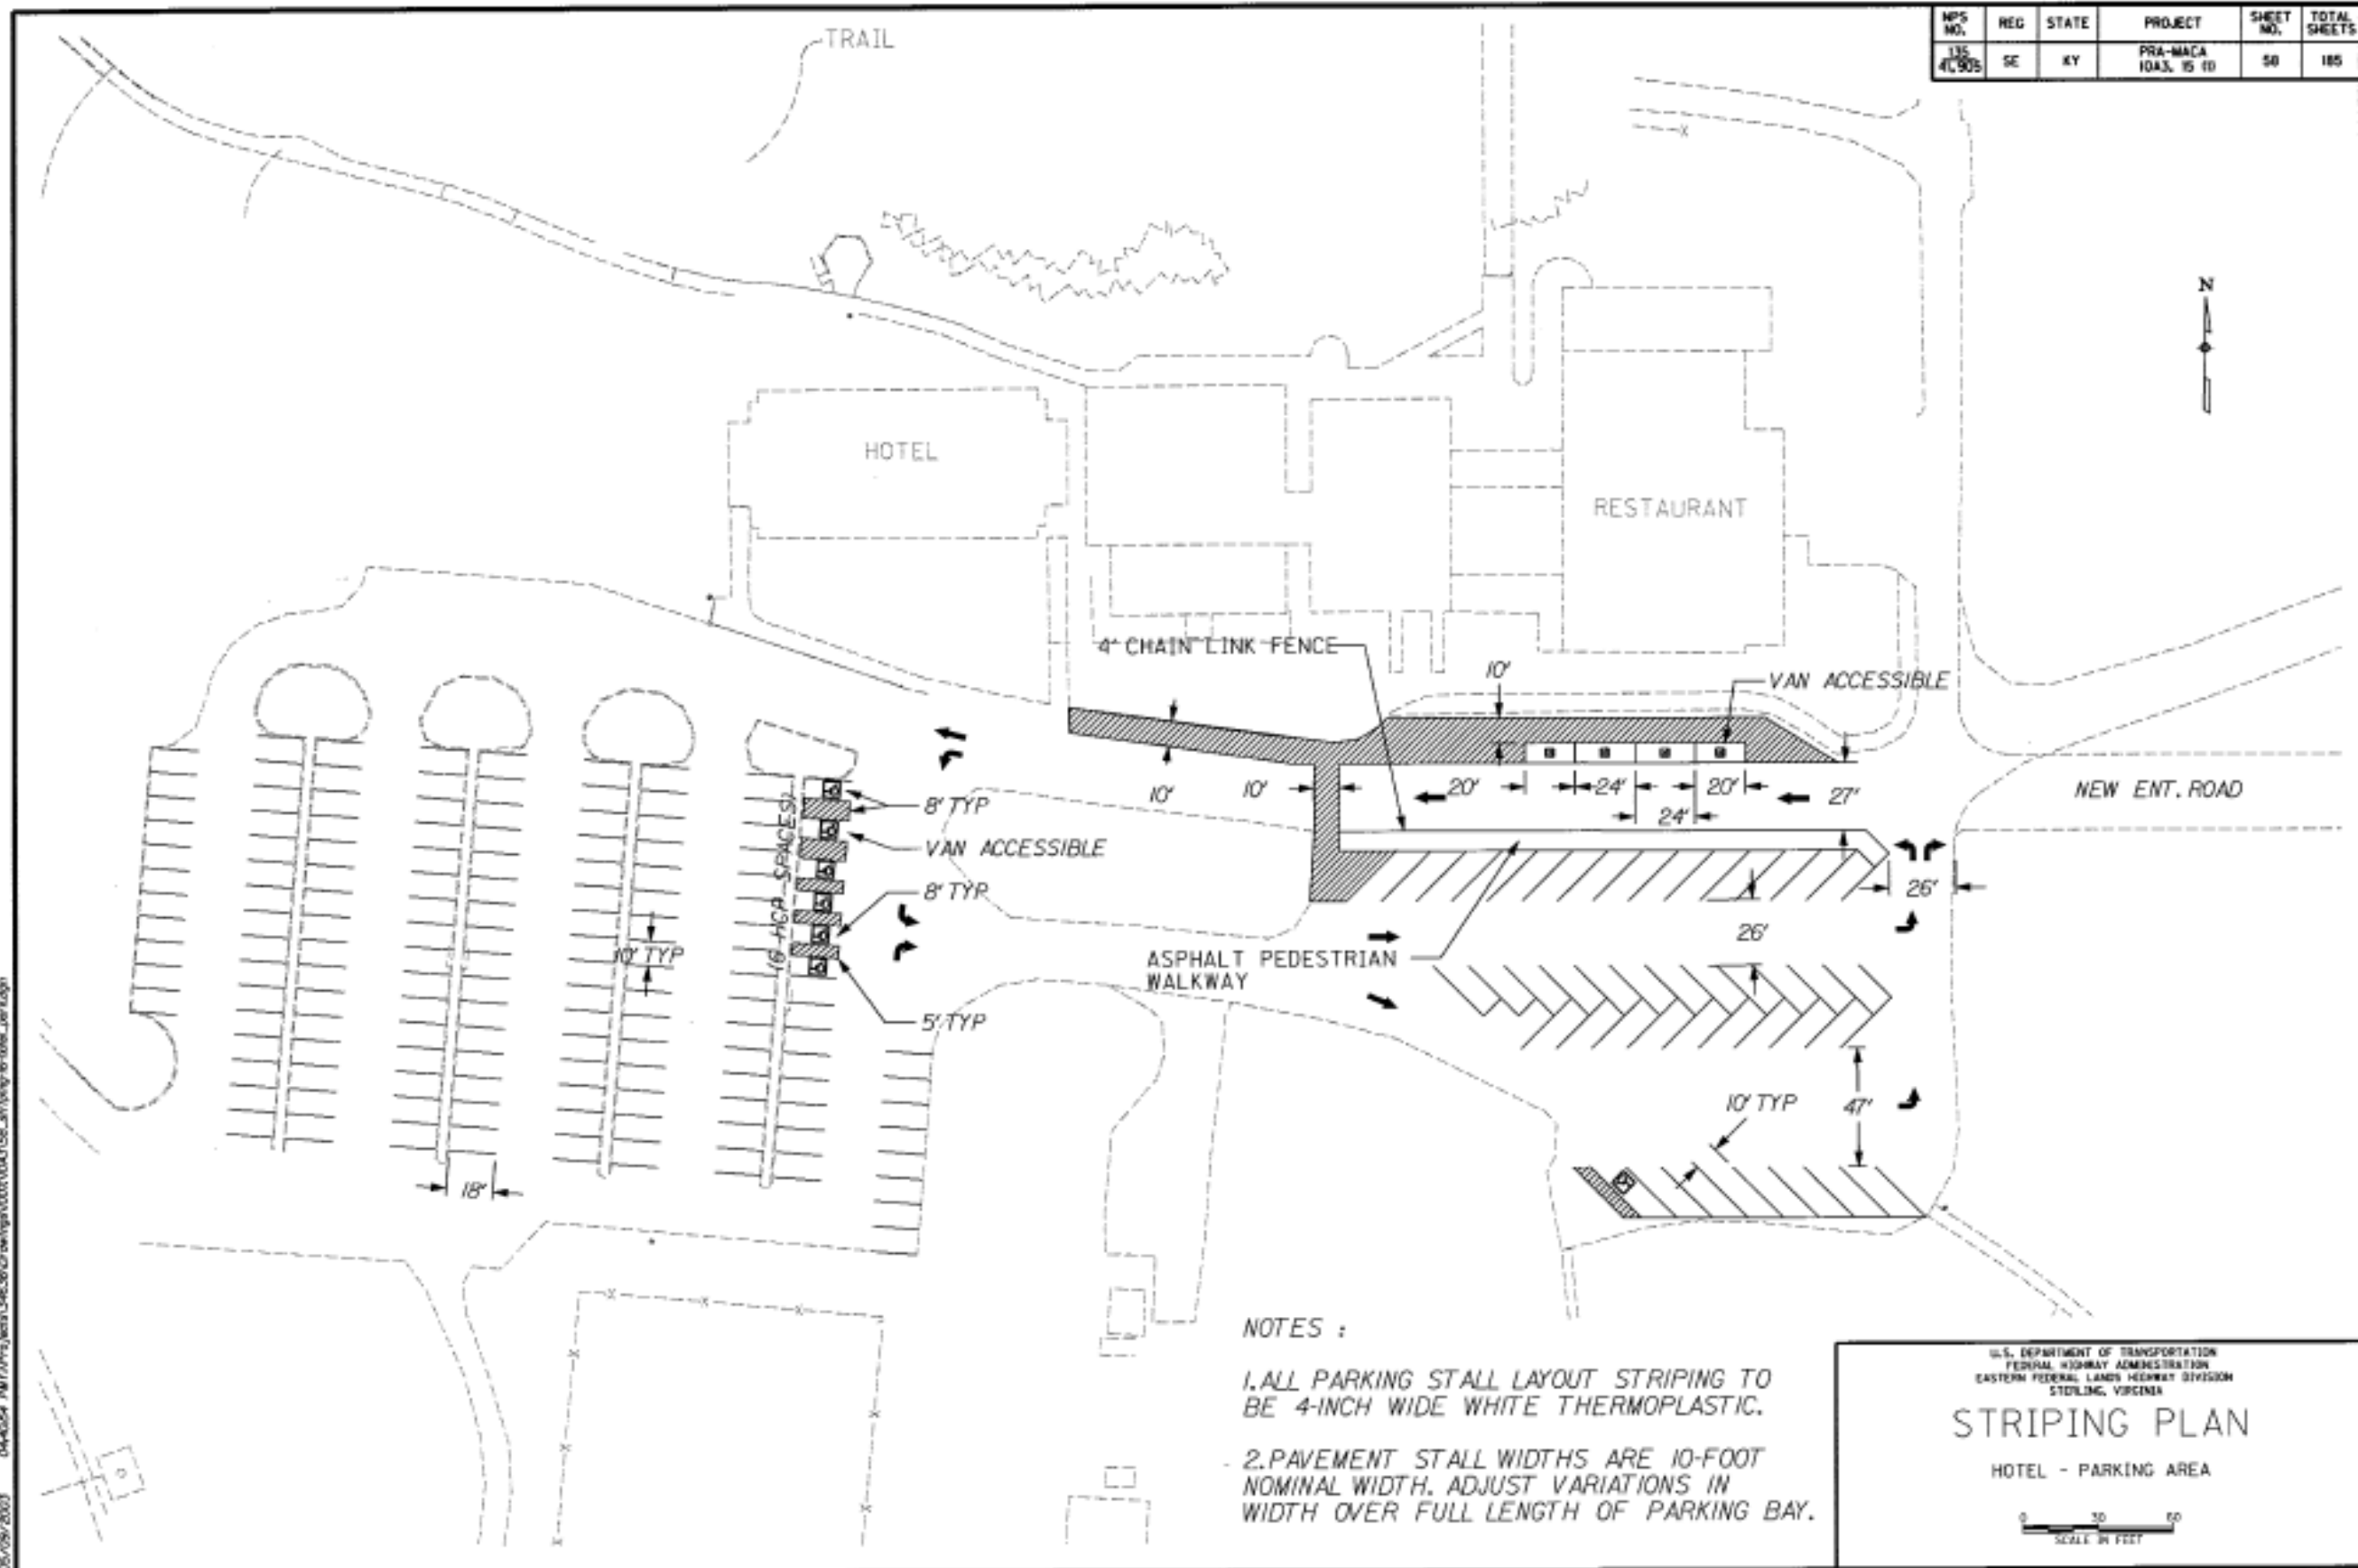 NPS NO. REG STATE PROJECT SHEET NO. TOTAL SHEETS
SE KY PRA-MACA 10A3, 15 (1) 185
TRAIL
N
HOTEL
RESTAURANT
4' CHAIN LINK FENCE
10'
VAN ACCESSIBLE
10'
10'
20'
24'
20'
27'
24'
NEW ENT. ROAD
8' TYP
VAN ACCESSIBLE
8' TYP
HCP SPACES)
10' TYP
26'
26'
ASPHALT PEDESTRIAN
WALKWAY
5' TYP
10' TYP
47'
18'
NOTES :
1. ALL PARKING STALL LAYOUT STRIPING TO
BE 4-INCH WIDE WHITE THERMOPLASTIC.
2. PAVEMENT STALL WIDTHS ARE 10-FOOT
NOMINAL WIDTH. ADJUST VARIATIONS IN
WIDTH OVER FULL LENGTH OF PARKING BAY.
U.S. DEPARTMENT OF TRANSPORTATION
FEDERAL HIGHWAY ADMINISTRATION
EASTERN FEDERAL LANDS HIGHWAY DIVISION
STERLING, VIRGINIA
STRIPING PLAN
HOTEL - PARKING AREA
0 30 60
SCALE IN FEET